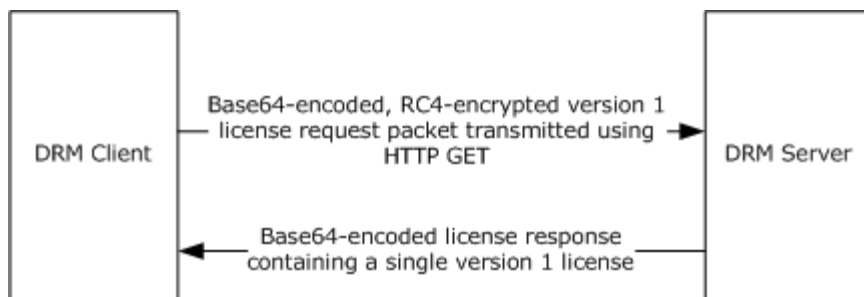 DRM Client
Base64-encoded, RC4-encrypted version 1
license request packet transmitted using
HTTP GET
DRM Server
Base64-encoded license response
containing a single version 1 license